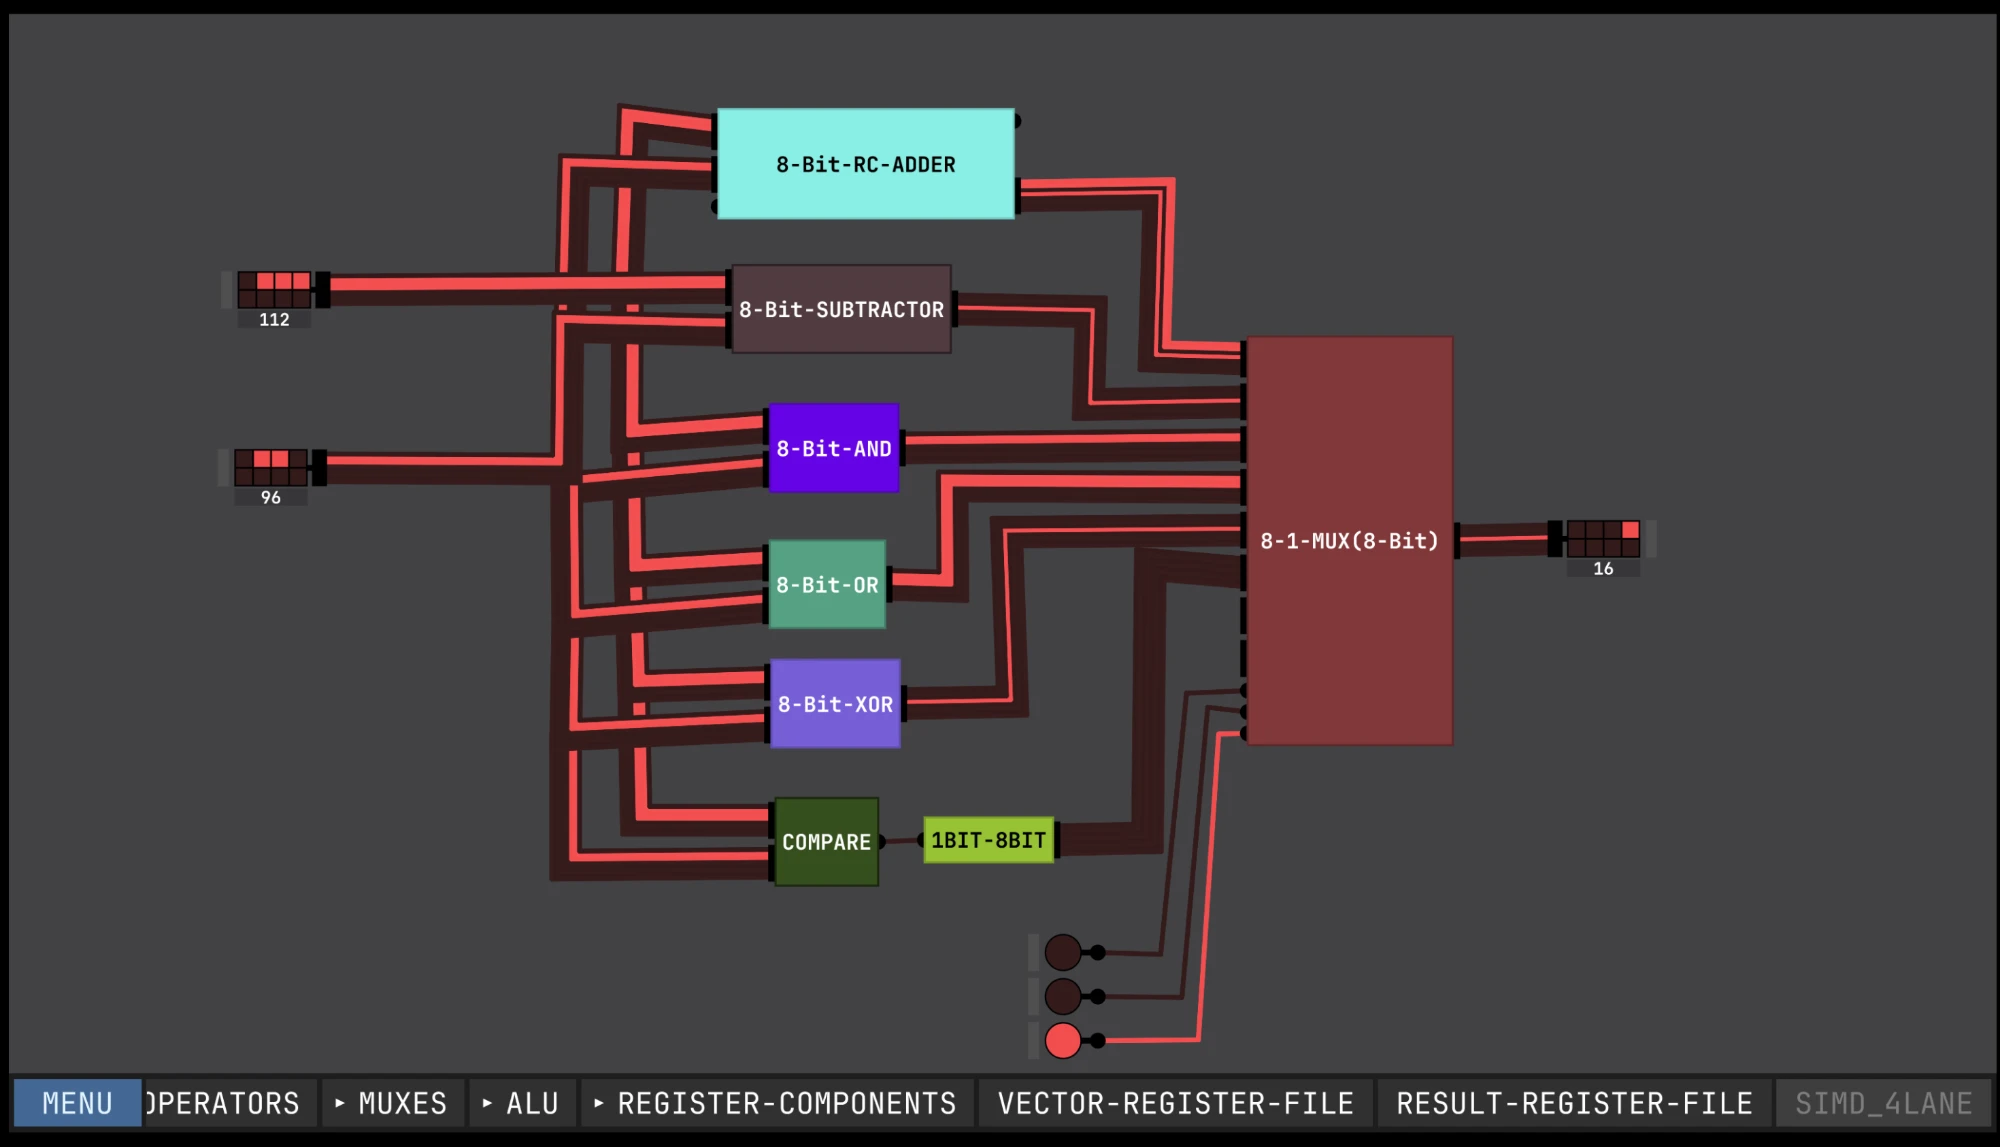 8-Bit-RC-ADDER
112
8-Bit-SUBTRACTOR
8-Bit-AND
96
8-1-MUX(8-Bit)
16
8-Bit-OR
8-Bit-XOR
COMPARE
1BIT-8BIT
MENU
OPERATORS
▸ MUXES
▸ ALU
▸ REGISTER-COMPONENTS
VECTOR-REGISTER-FILE
RESULT-REGISTER-FILE
SIMD_4LANE